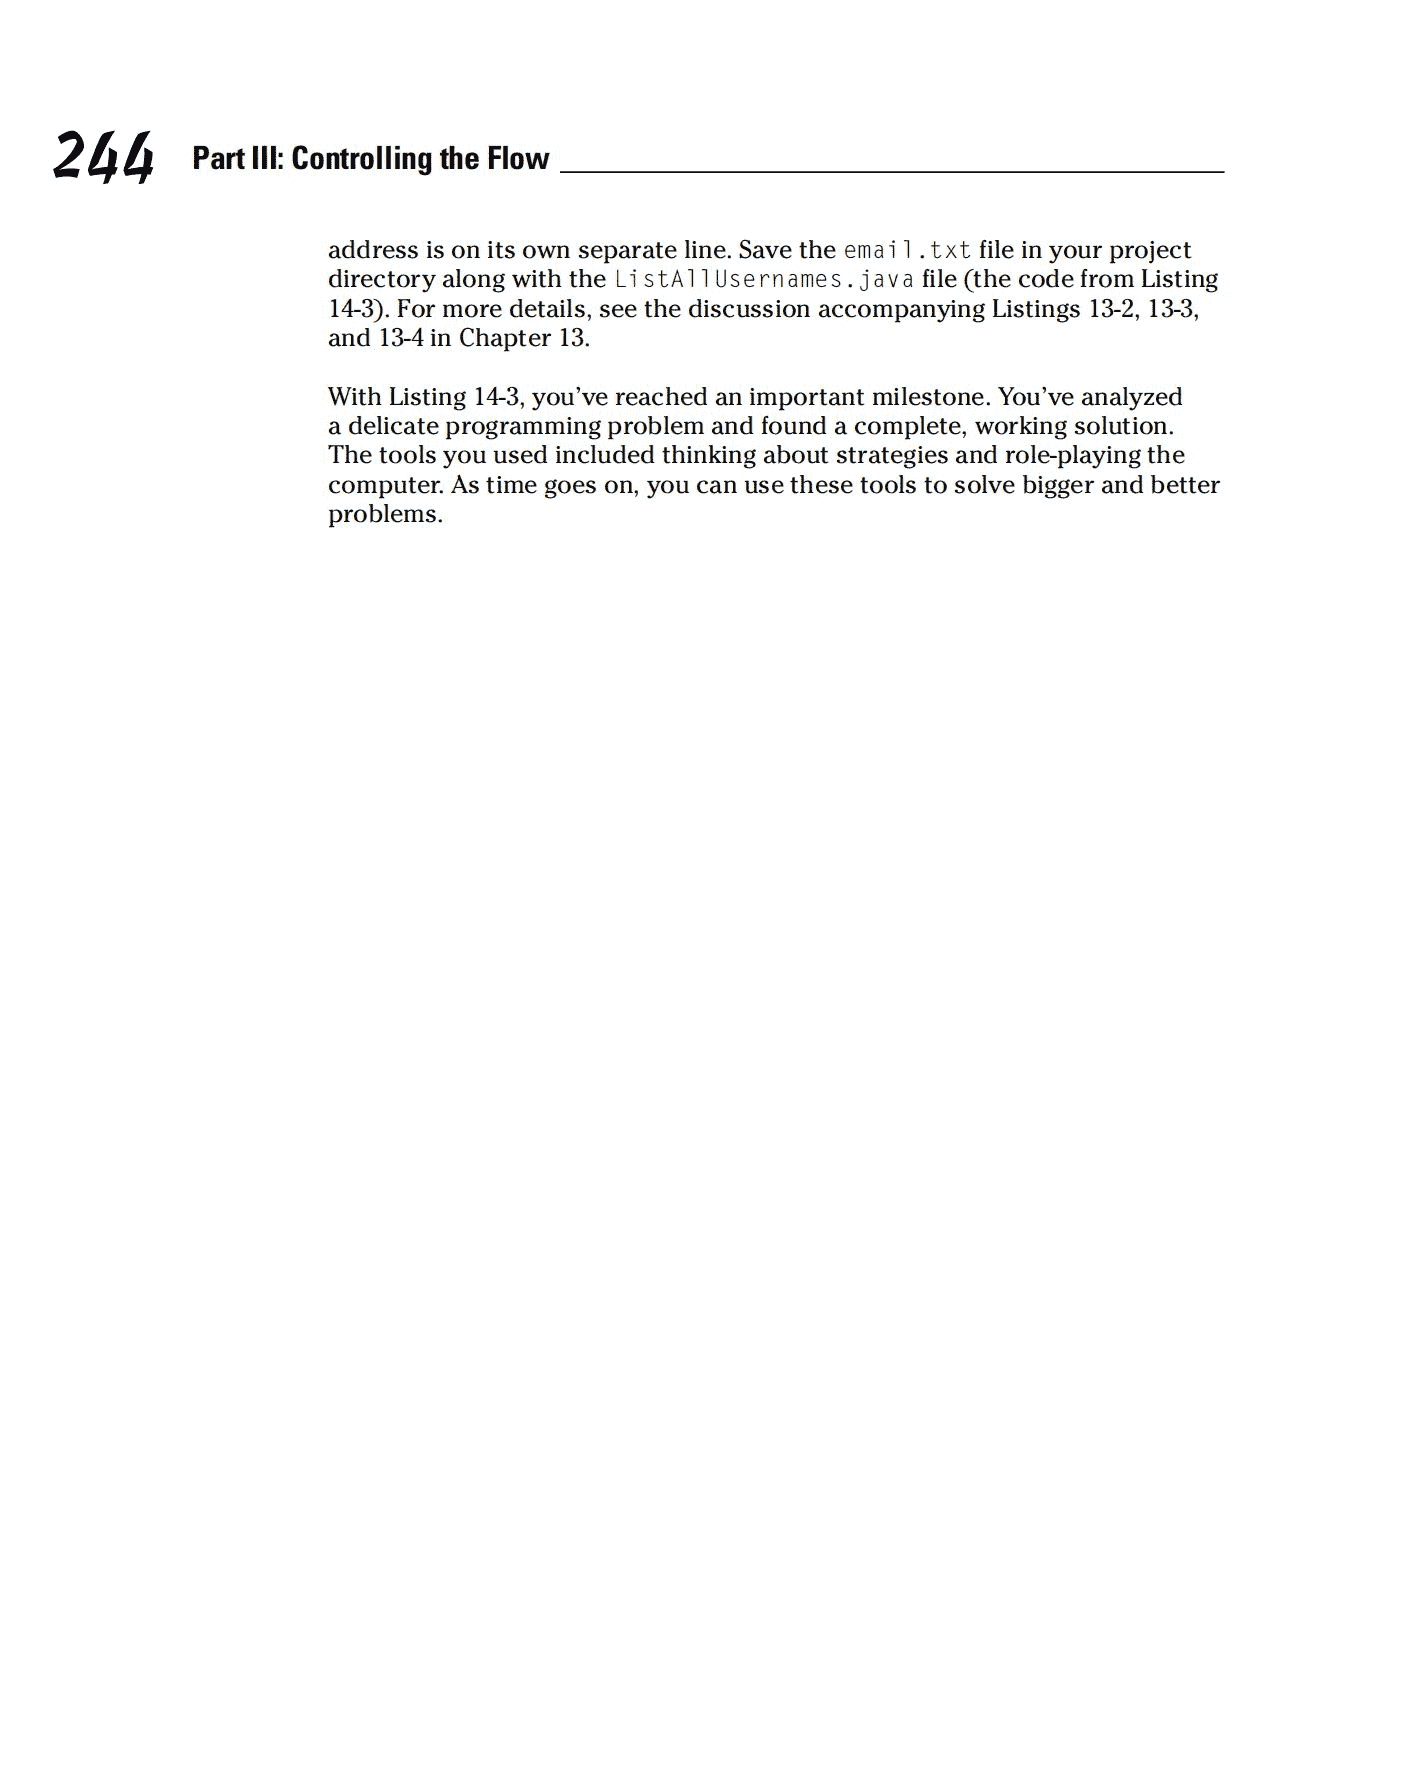 244 Part III: Controlling the Flow
address is on its own separate line. Save the email.txt file in your project
directory along with the ListAllUsernames.java file (the code from Listing
14-3). For more details, see the discussion accompanying Listings 13-2, 13-3,
and 13-4 in Chapter 13.
With Listing 14-3, you’ve reached an important milestone. You’ve analyzed
a delicate programming problem and found a complete, working solution.
The tools you used included thinking about strategies and role-playing the
computer. As time goes on, you can use these tools to solve bigger and better
problems.